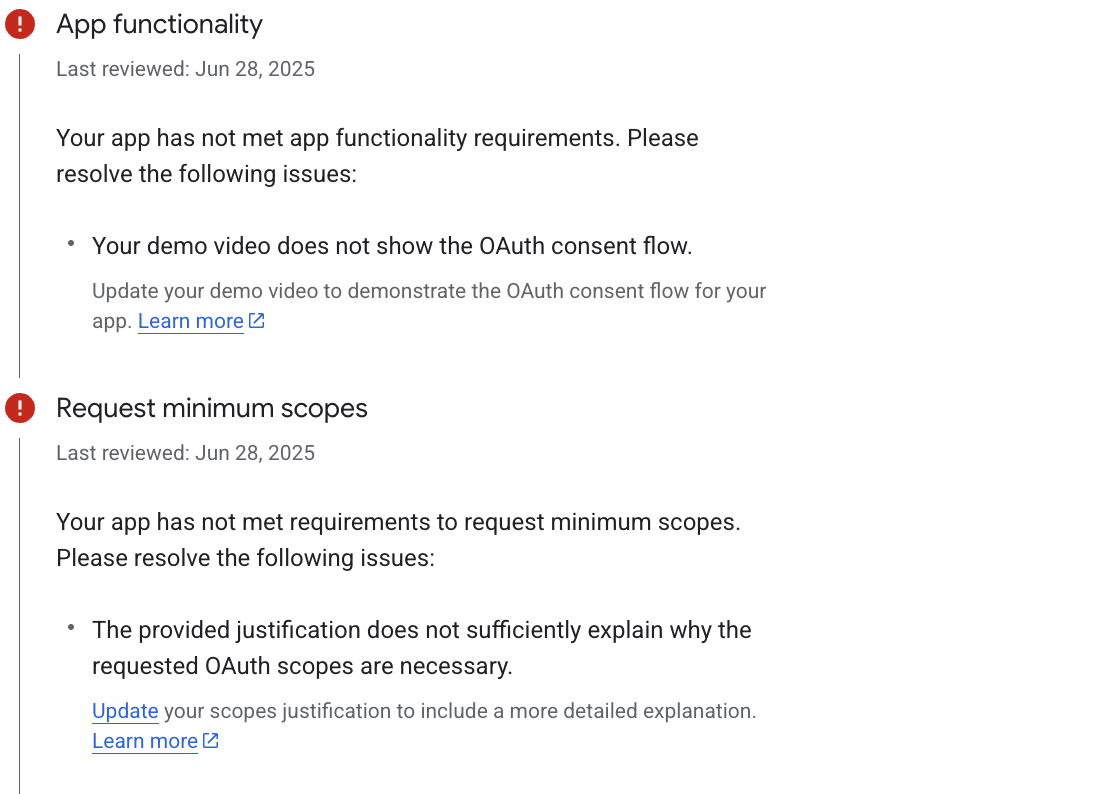 App functionality
Last reviewed: Jun 28, 2025
Your app has not met app functionality requirements. Please
resolve the following issues:
• Your demo video does not show the OAuth consent flow.
Update your demo video to demonstrate the OAuth consent flow for your
app. Learn more
Request minimum scopes
Last reviewed: Jun 28, 2025
Your app has not met requirements to request minimum scopes.
Please resolve the following issues:
• The provided justification does not sufficiently explain why the
requested OAuth scopes are necessary.
Update your scopes justification to include a more detailed explanation.
Learn more